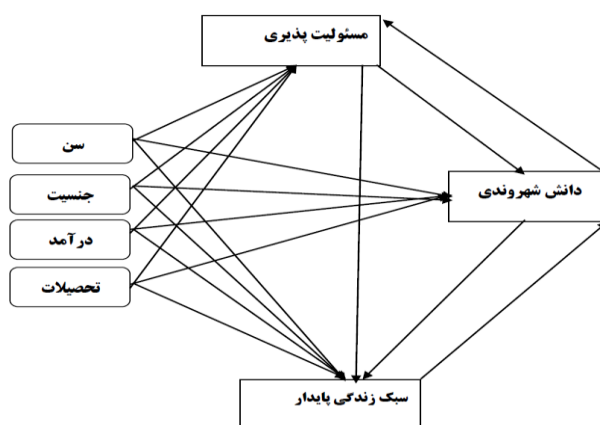 مسئولیت پذیری
سن
دانش شهروندی
جنسیت
درآمد
تحصیلات
سبک زندگی پایدار